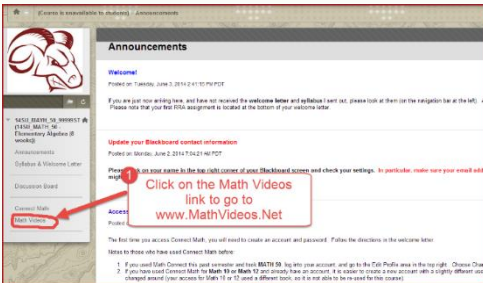 (Course is unavailable to students) > Announcements
Announcements
Welcome!
Posted on: Tuesday, June 3, 2014 2:41:15 PM PDT
If you are just now arriving here, and have not received the welcome letter and syllabus I sent out, please look at them (on the navigation bar at the left).
Please note that your first RRA assignment is located at the bottom of your welcome letter.
14SU_MATH_50_99999ST
(14SU_MATH_50 -
Elementary Algebra (8
weeks))
Announcements
Syllabus & Welcome Letter
Discussion Board
Connect Math
Math Videos
Update your Blackboard contact information
Posted on: Monday, June 2, 2014 7:04:21 AM PDT
Please click on your name in the top right corner of your Blackboard screen and check your settings. In particular, make sure your email add
1
Click on the Math Videos
link to go to
www.MathVideos.Net
Access
Posted
The first time you access Connect Math, you will need to create an account and password. Follow the directions in the welcome letter.
Notes to those who have used Connect Math before:
1. If you used Math Connect this past semester and took MATH 50, log into your account, and go to the Edit Profile area in the top right. Choose Chan
2. If you have used Connect Math for Math 10 or Math 12 and already have an account, it is easier to create a new account with a slightly different use
changed around (your access for Math 10 or 12 used a different book, so it is not able to be re-used for this course).